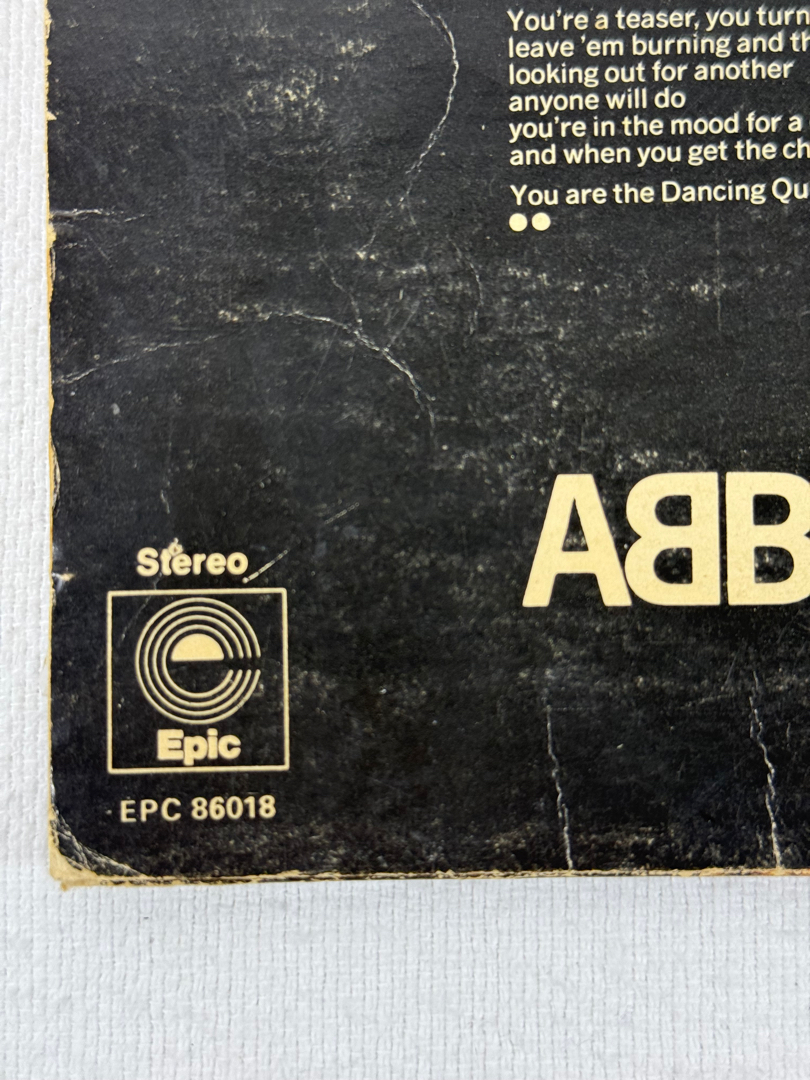 You're a teaser, you turn
leave 'em burning and th
looking out for another
anyone will do
you're in the mood for a
and when you get the ch
You are the Dancing Qu
ABB
Stereo
Epic
EPC 86018